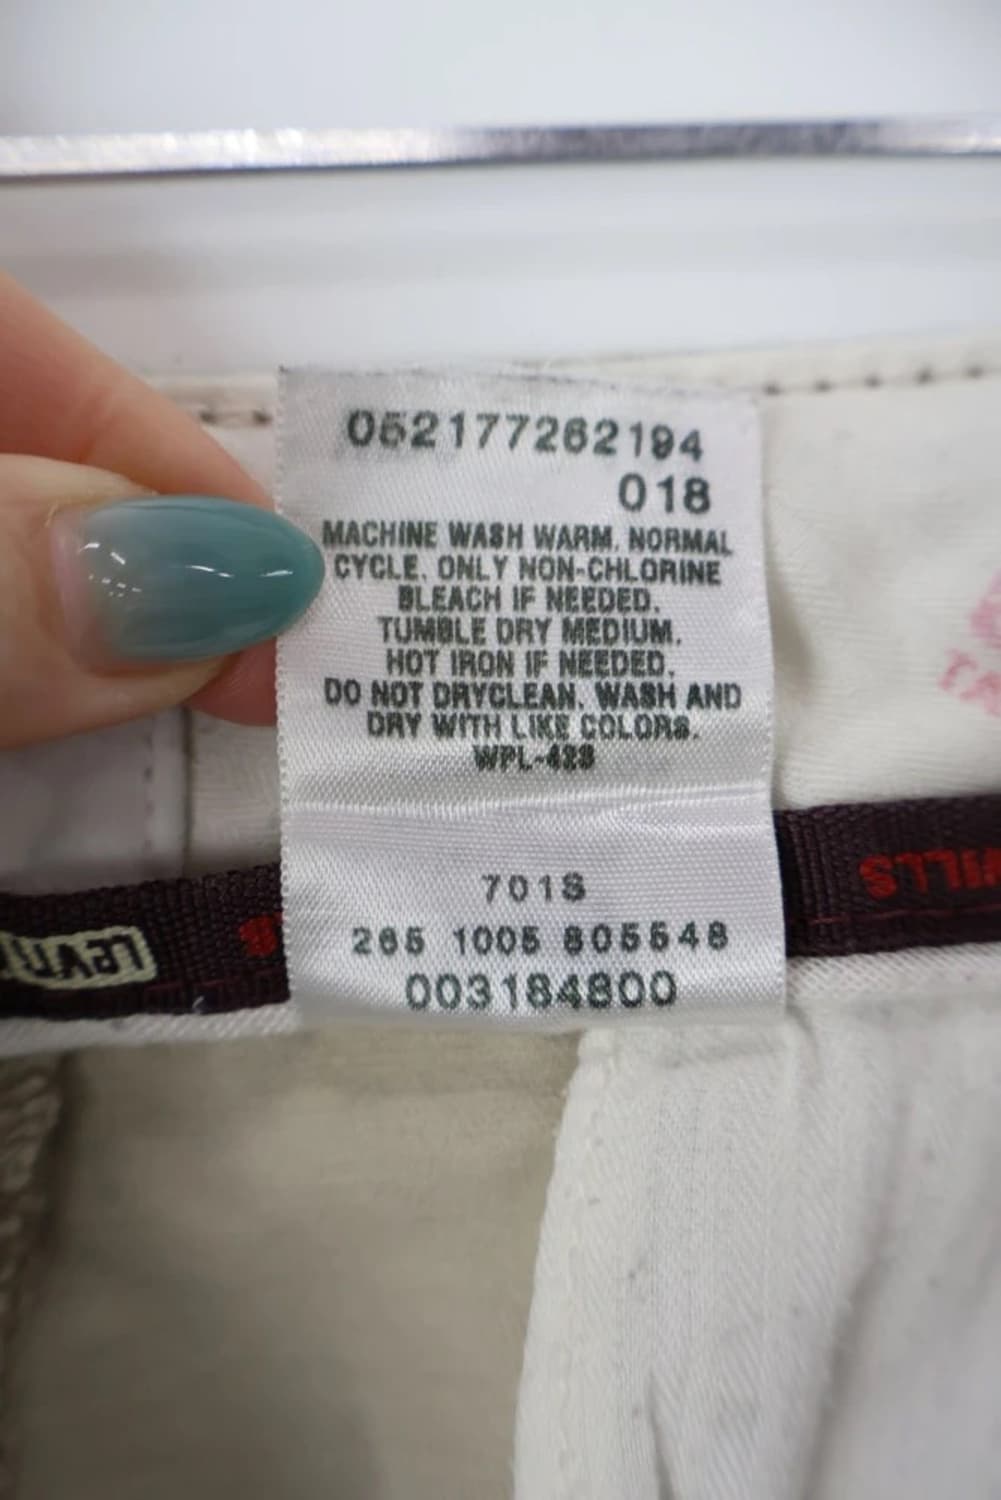 052177262194
018
MACHINE WASH WARM. NORMAL
CYCLE. ONLY NON-CHLORINE
BLEACH IF NEEDED.
TUMBLE DRY MEDIUM.
HOT IRON IF NEEDED.
DO NOT DRYCLEAN. WASH AND
DRY WITH LIKE COLORS.
WPL-423
701S
265 1005 805548
003184800